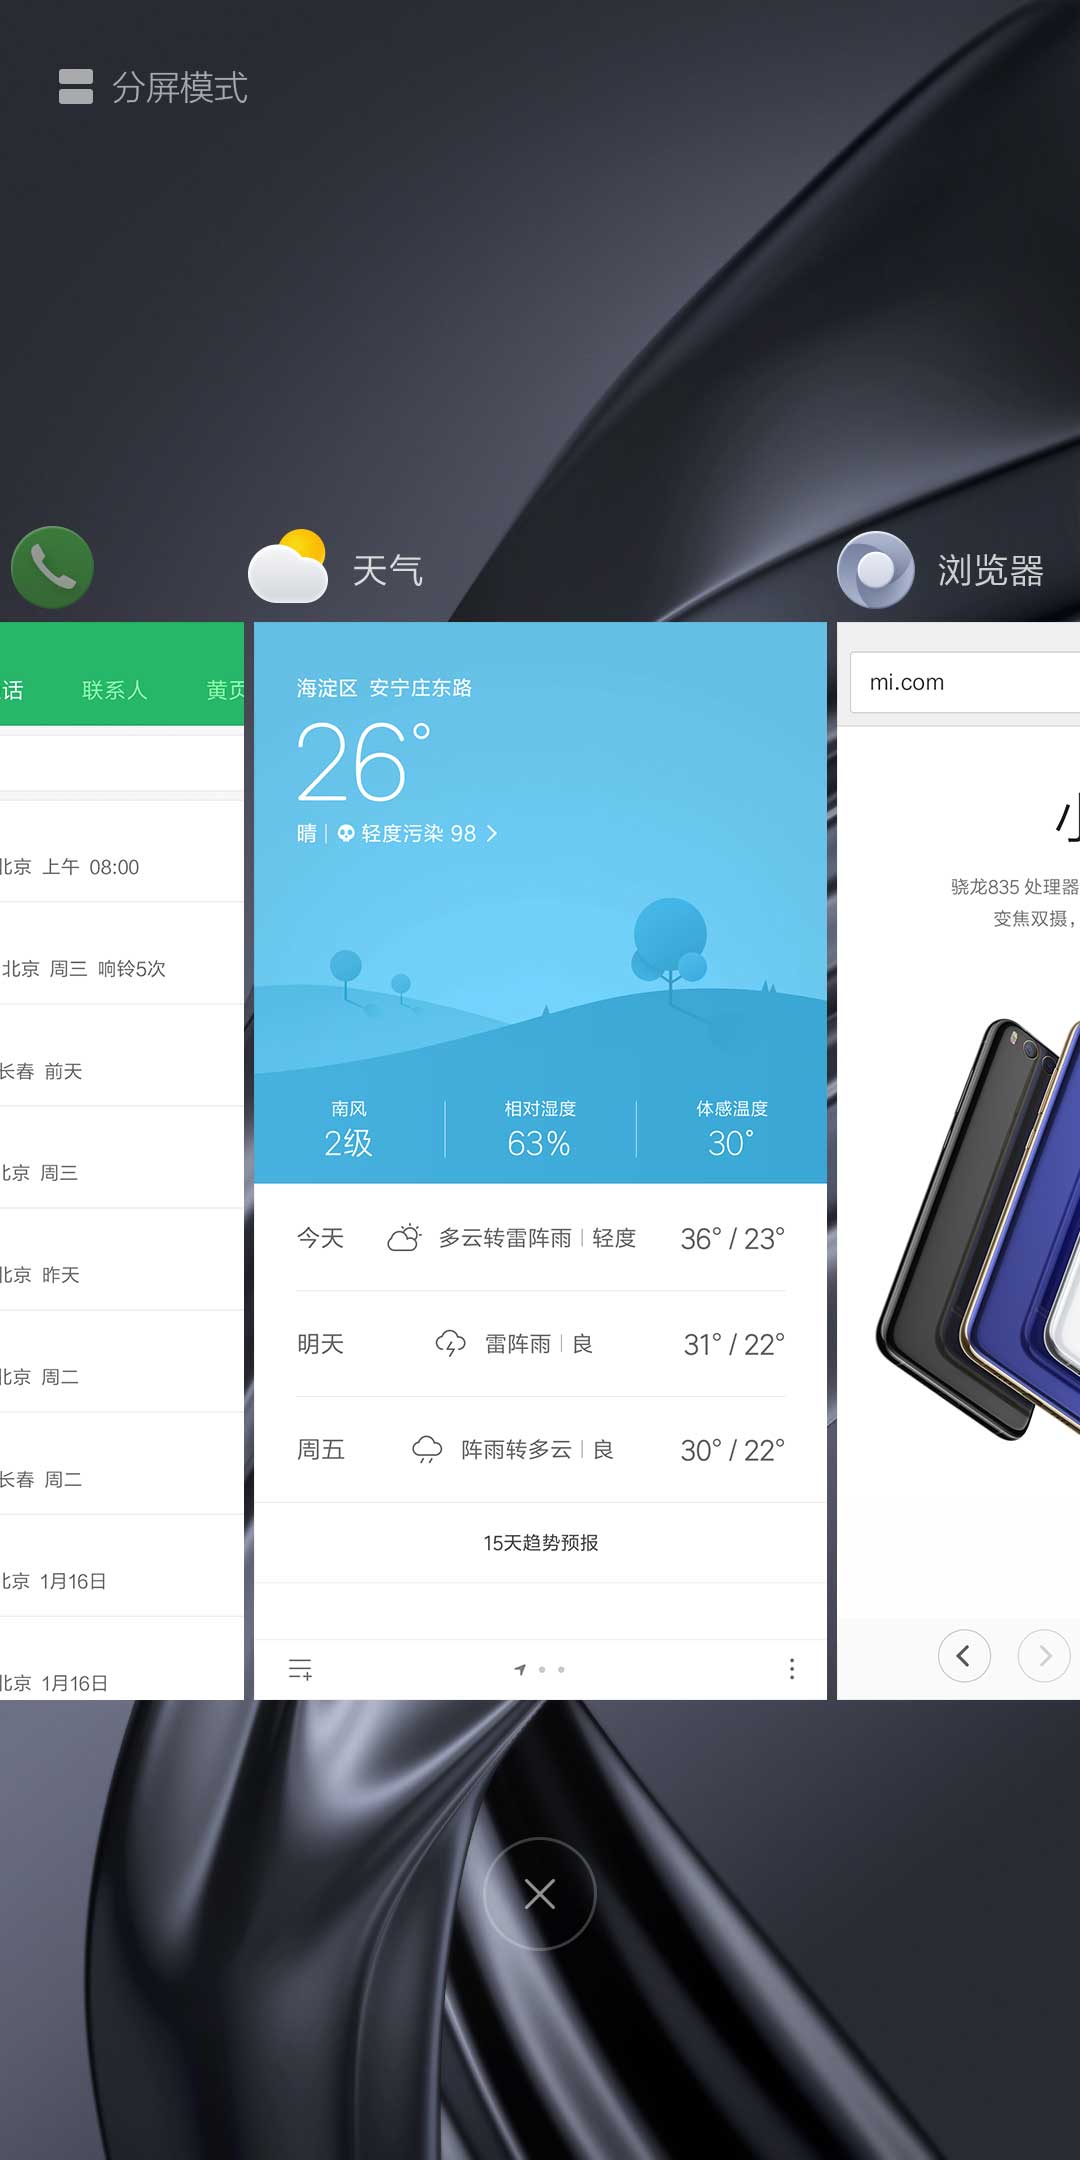 分屏模式
天气
浏览器
话 联系人 黄页
北京 上午 08:00
北京 周三 响铃5次
长春 前天
北京 周三
北京 昨天
北京 周二
长春 周二
北京 1月16日
北京 1月16日
海淀区 安宁庄东路
26°
晴 | 轻度污染 98
南风 相对湿度 体感温度
2级 63% 30°
今天 多云转雷阵雨 | 轻度 36° / 23°
明天 雷阵雨 | 良 31° / 22°
周五 阵雨转多云 | 良 30° / 22°
15天趋势预报
mi.com
小
骁龙835 处理器
变焦双摄，